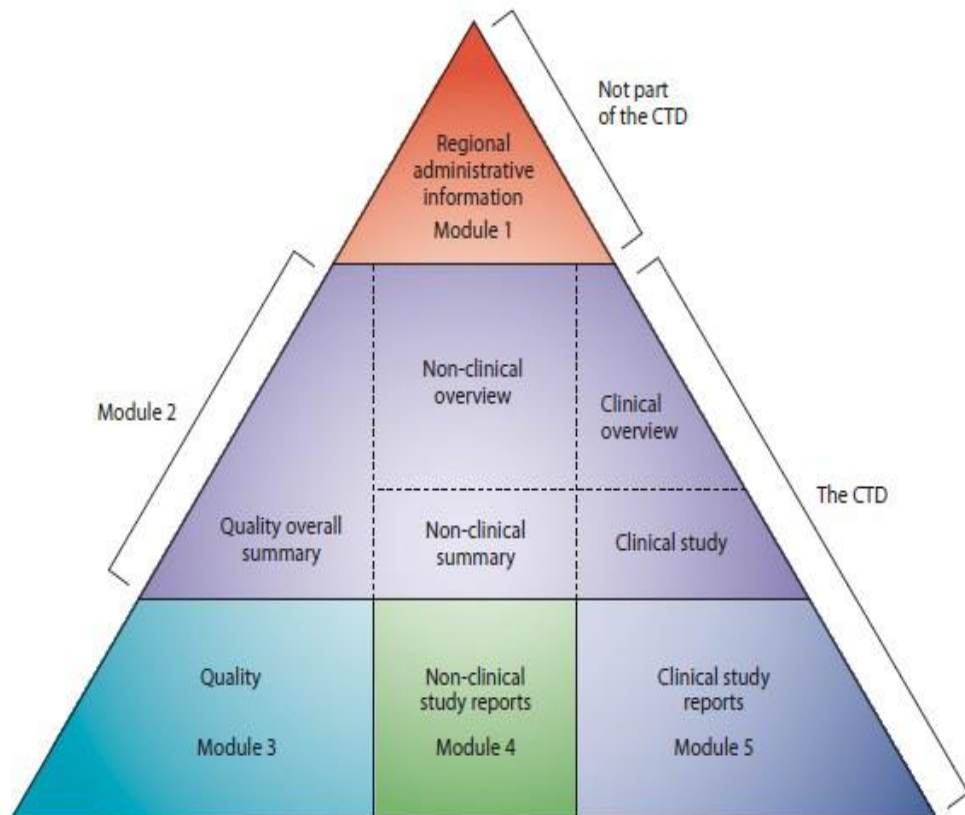 Not part
of the CTD
Regional
administrative
information
Module 1
Module 2
Non-clinical
overview
Clinical
overview
The CTD
Quality overall
summary
Non-clinical
summary
Clinical study
Quality
Module 3
Non-clinical
study reports
Module 4
Clinical study
reports
Module 5